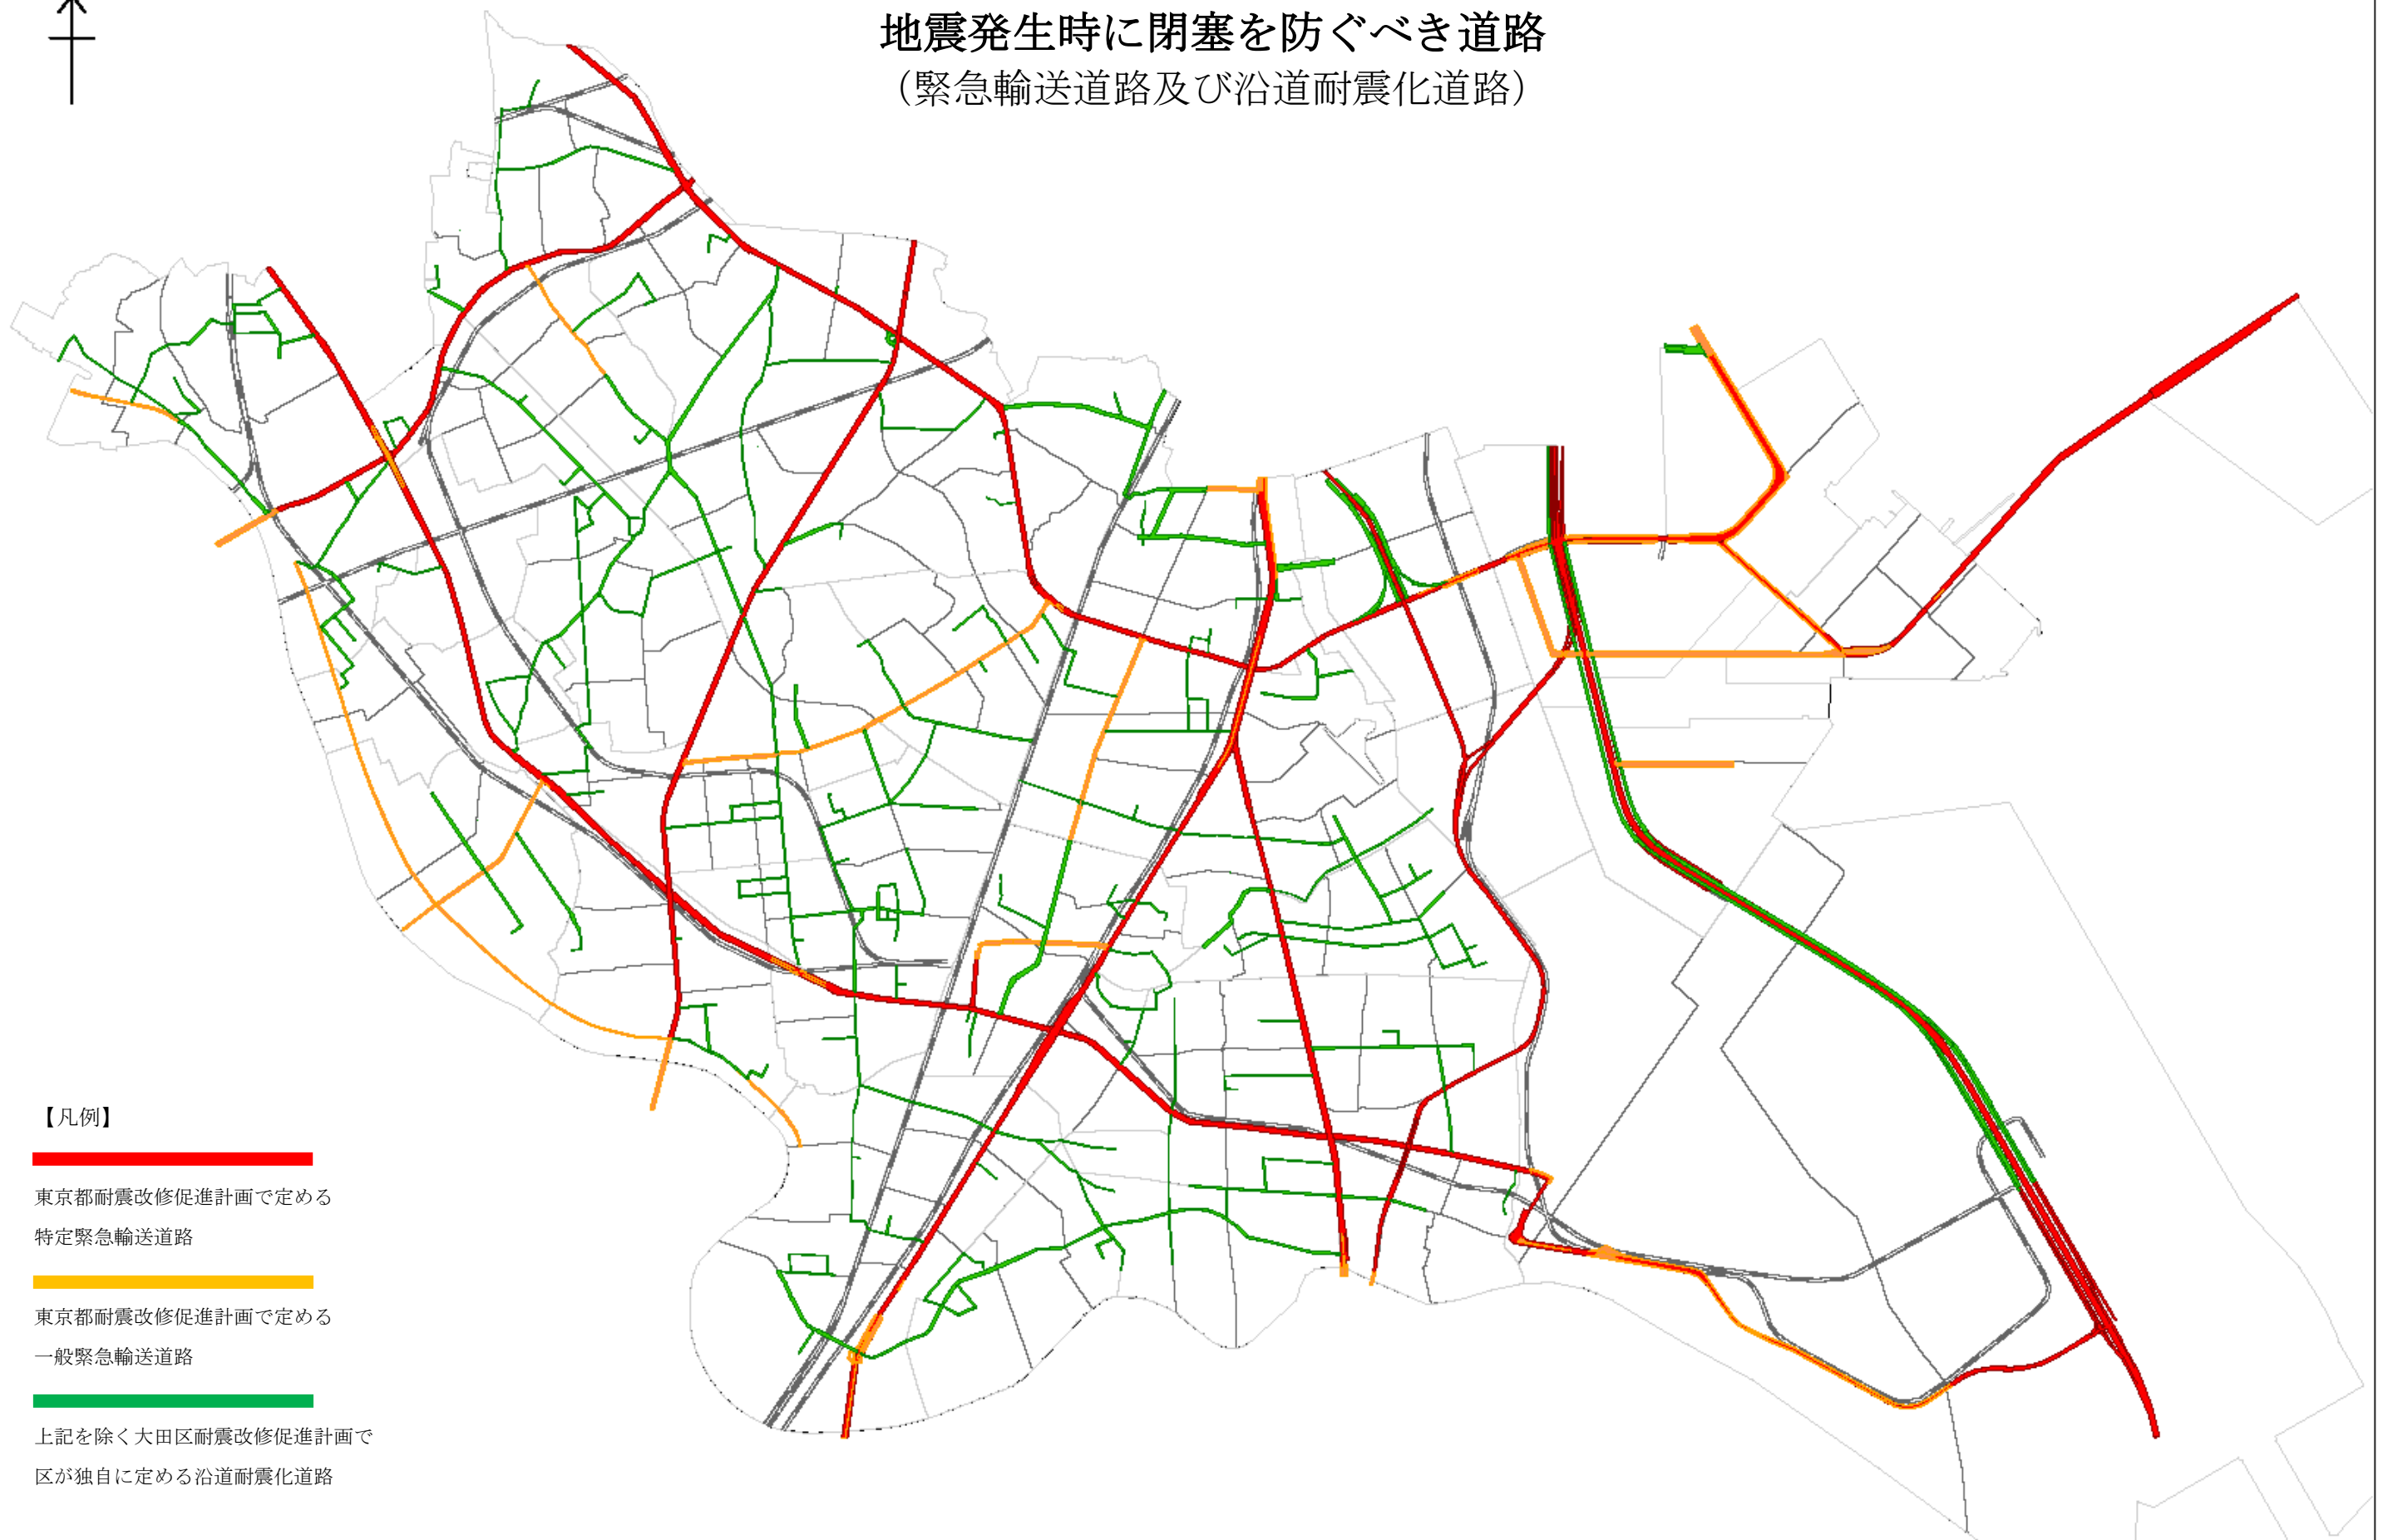 地震発生時に閉塞を防ぐべき道路
（緊急輸送道路及び沿道耐震化道路）
【凡例】
東京都耐震改修促進計画で定める
特定緊急輸送道路
東京都耐震改修促進計画で定める
一般緊急輸送道路
上記を除く大田区耐震改修促進計画で
区が独自に定める沿道耐震化道路